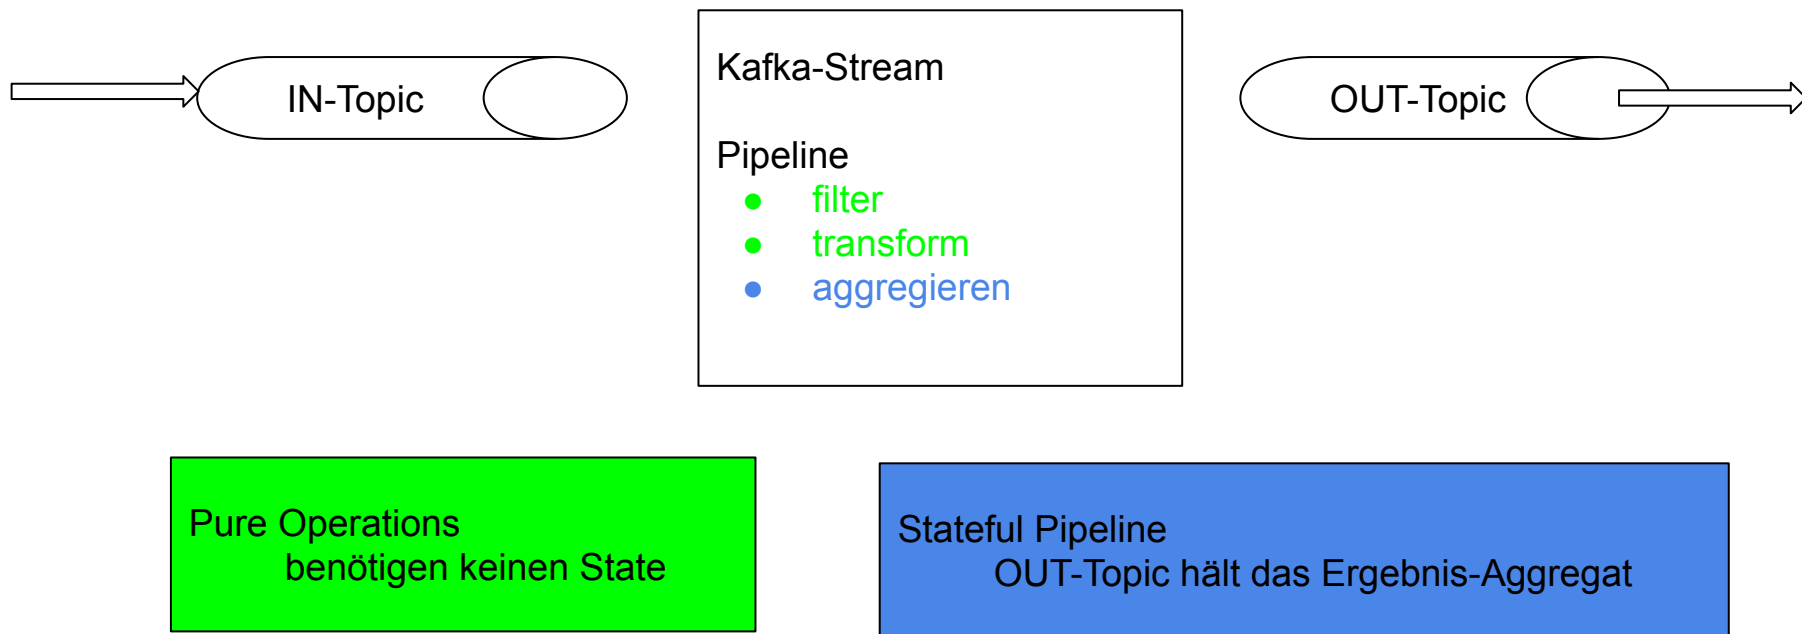 IN-Topic
Kafka-Stream
Pipeline
● filter
● transform
● aggregieren
OUT-Topic
Pure Operations
benötigen keinen State
Stateful Pipeline
OUT-Topic hält das Ergebnis-Aggregat